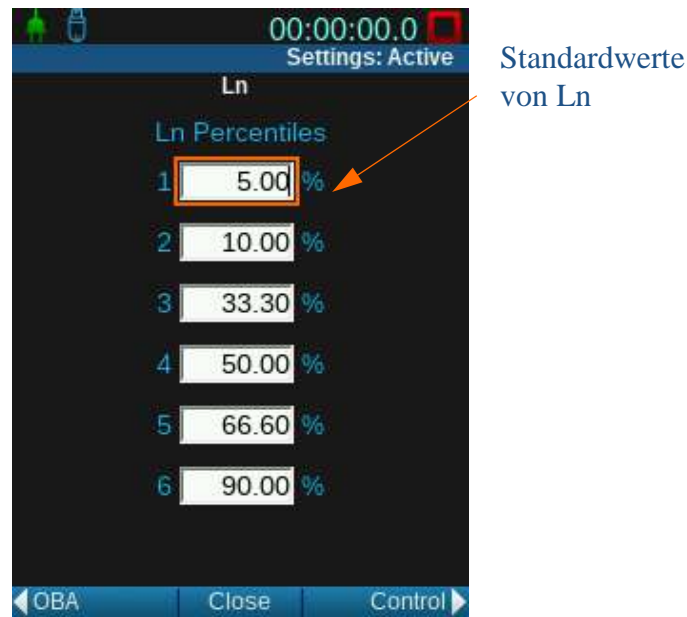 00:00:00.0
Settings: Active
Ln
Ln Percentiles
1 5.00 %
2 10.00 %
3 33.30 %
4 50.00 %
5 66.60 %
6 90.00 %
OBA Close Control
Standardwerte
von Ln